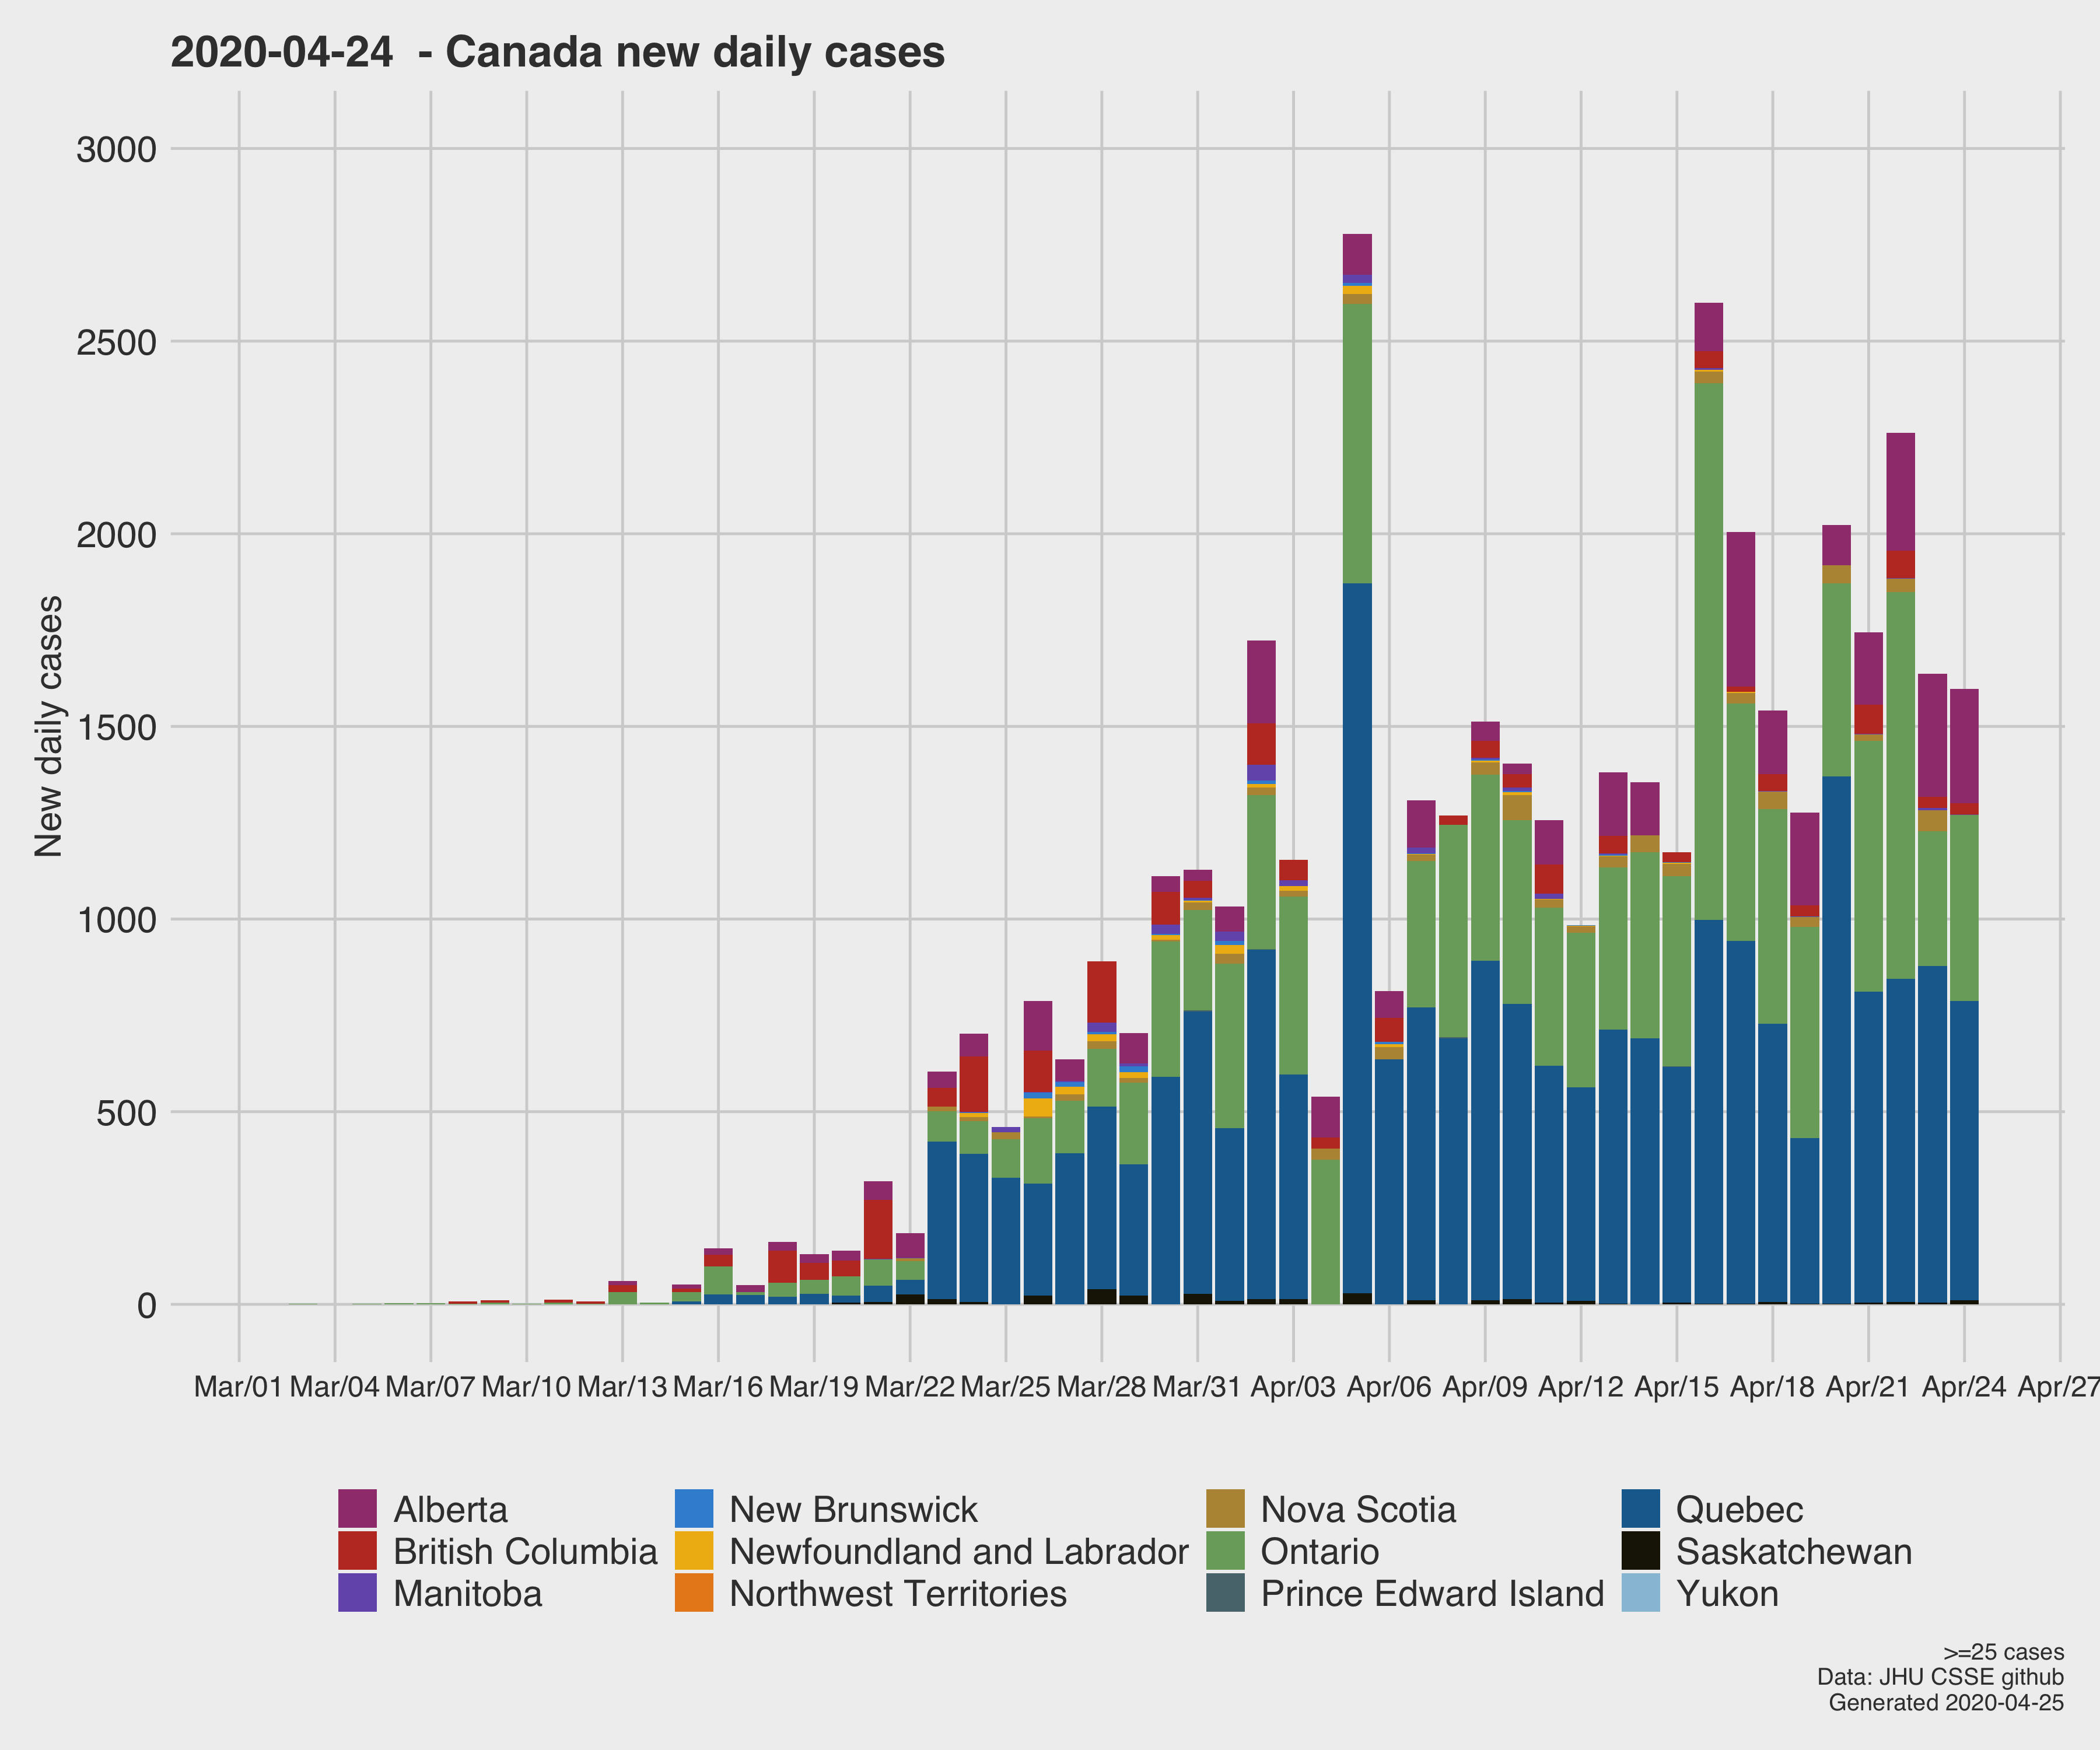 2020-04-24 - Canada new daily cases
New daily cases
3000
2500
2000
1500
1000
500
0
Mar/01 Mar/04 Mar/07 Mar/10 Mar/13 Mar/16 Mar/19 Mar/22 Mar/25 Mar/28 Mar/31 Apr/03 Apr/06 Apr/09 Apr/12 Apr/15 Apr/18 Apr/21 Apr/24 Apr/27
Alberta New Brunswick Nova Scotia Quebec
British Columbia Newfoundland and Labrador Ontario Saskatchewan
Manitoba Northwest Territories Prince Edward Island Yukon
>=25 cases
Data: JHU CSSE github
Generated 2020-04-25